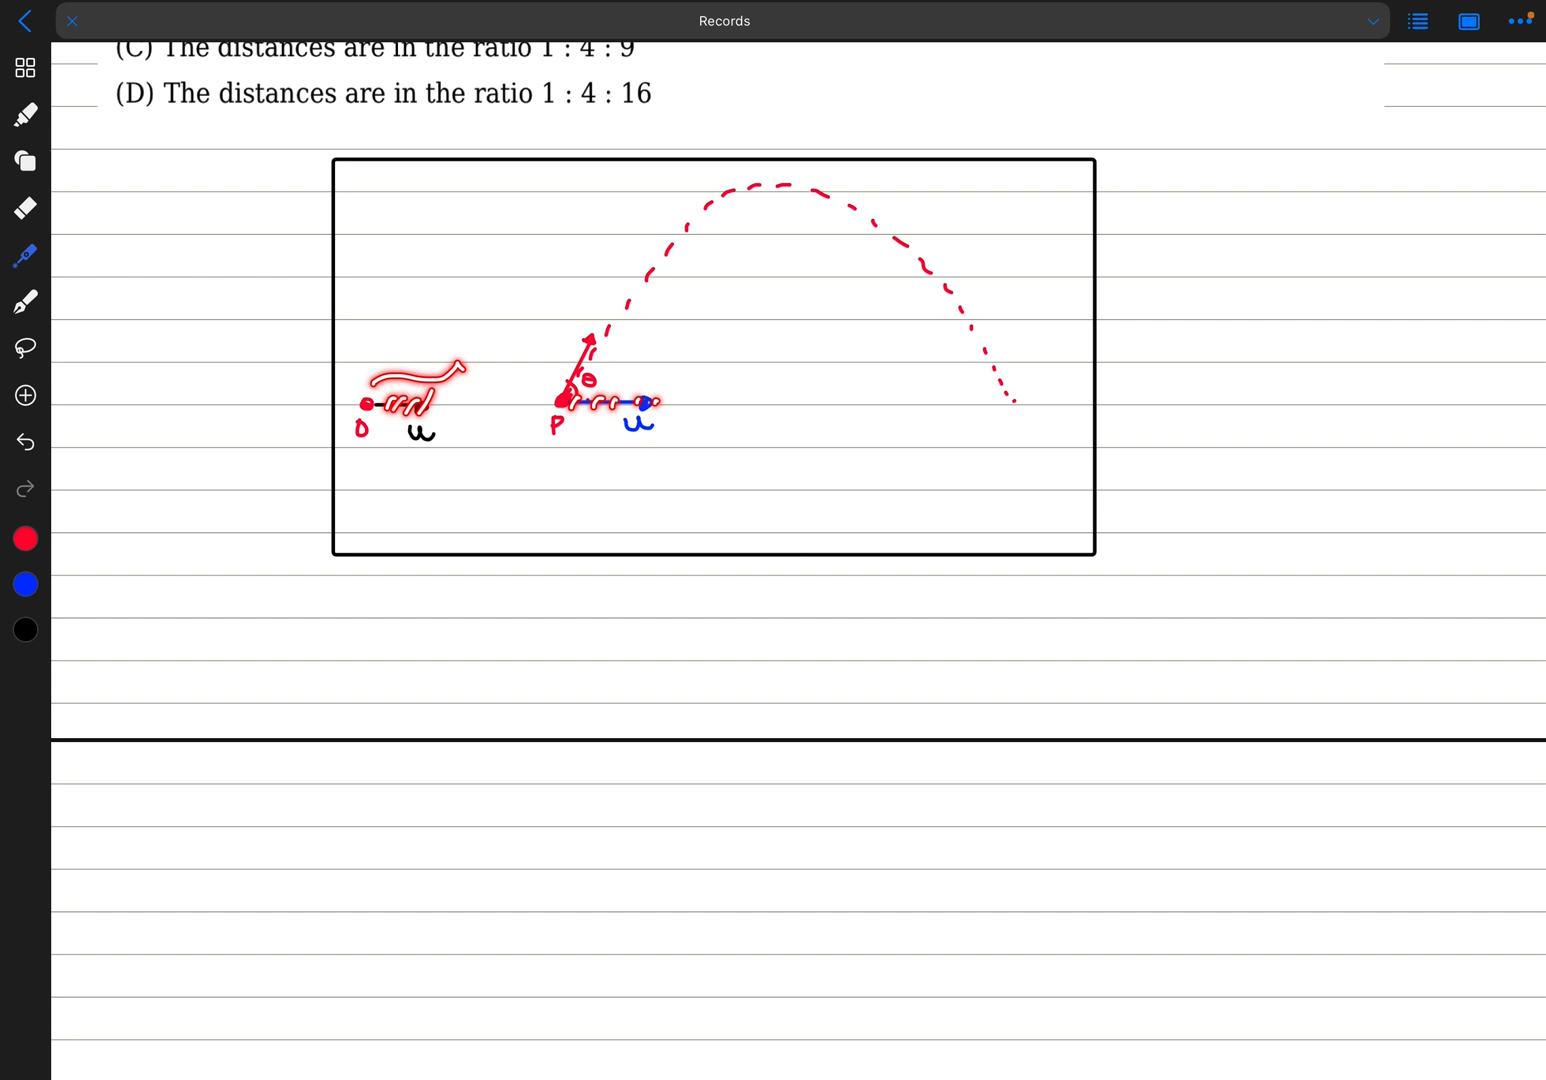 Records
(C) The distances are in the ratio 1 : 4 : 9
(D) The distances are in the ratio 1 : 4 : 16
θ
O
u
P
u